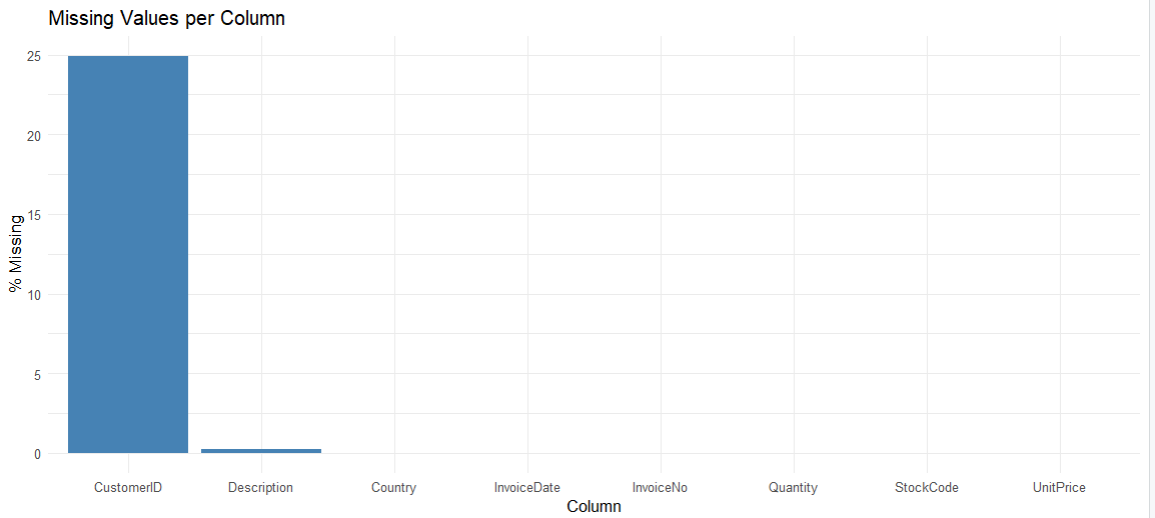 Missing Values per Column
% Missing
25
20
15
10
5
0
CustomerID Description Country InvoiceDate InvoiceNo Quantity StockCode UnitPrice
Column